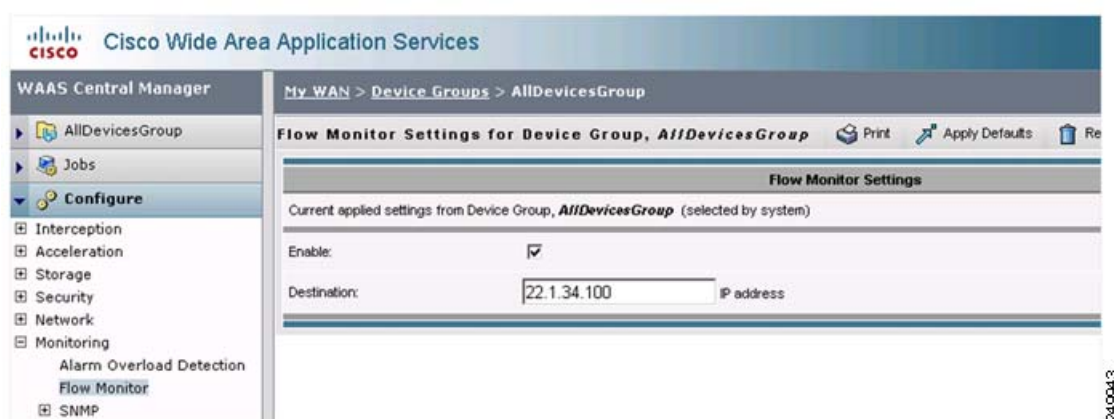 CISCO Cisco Wide Area Application Services
WAAS Central Manager
My WAN > Device Groups > AllDevicesGroup
AllDevicesGroup
Flow Monitor Settings for Device Group, AllDevicesGroup Print Apply Defaults Re
Jobs
Flow Monitor Settings
Configure
Current applied settings from Device Group, AllDevicesGroup (selected by system)
Interception
Acceleration
Enable:
Storage
Destination: 22.1.34.100 IP address
Security
Network
Monitoring
Alarm Overload Detection
Flow Monitor
SNMP
249943